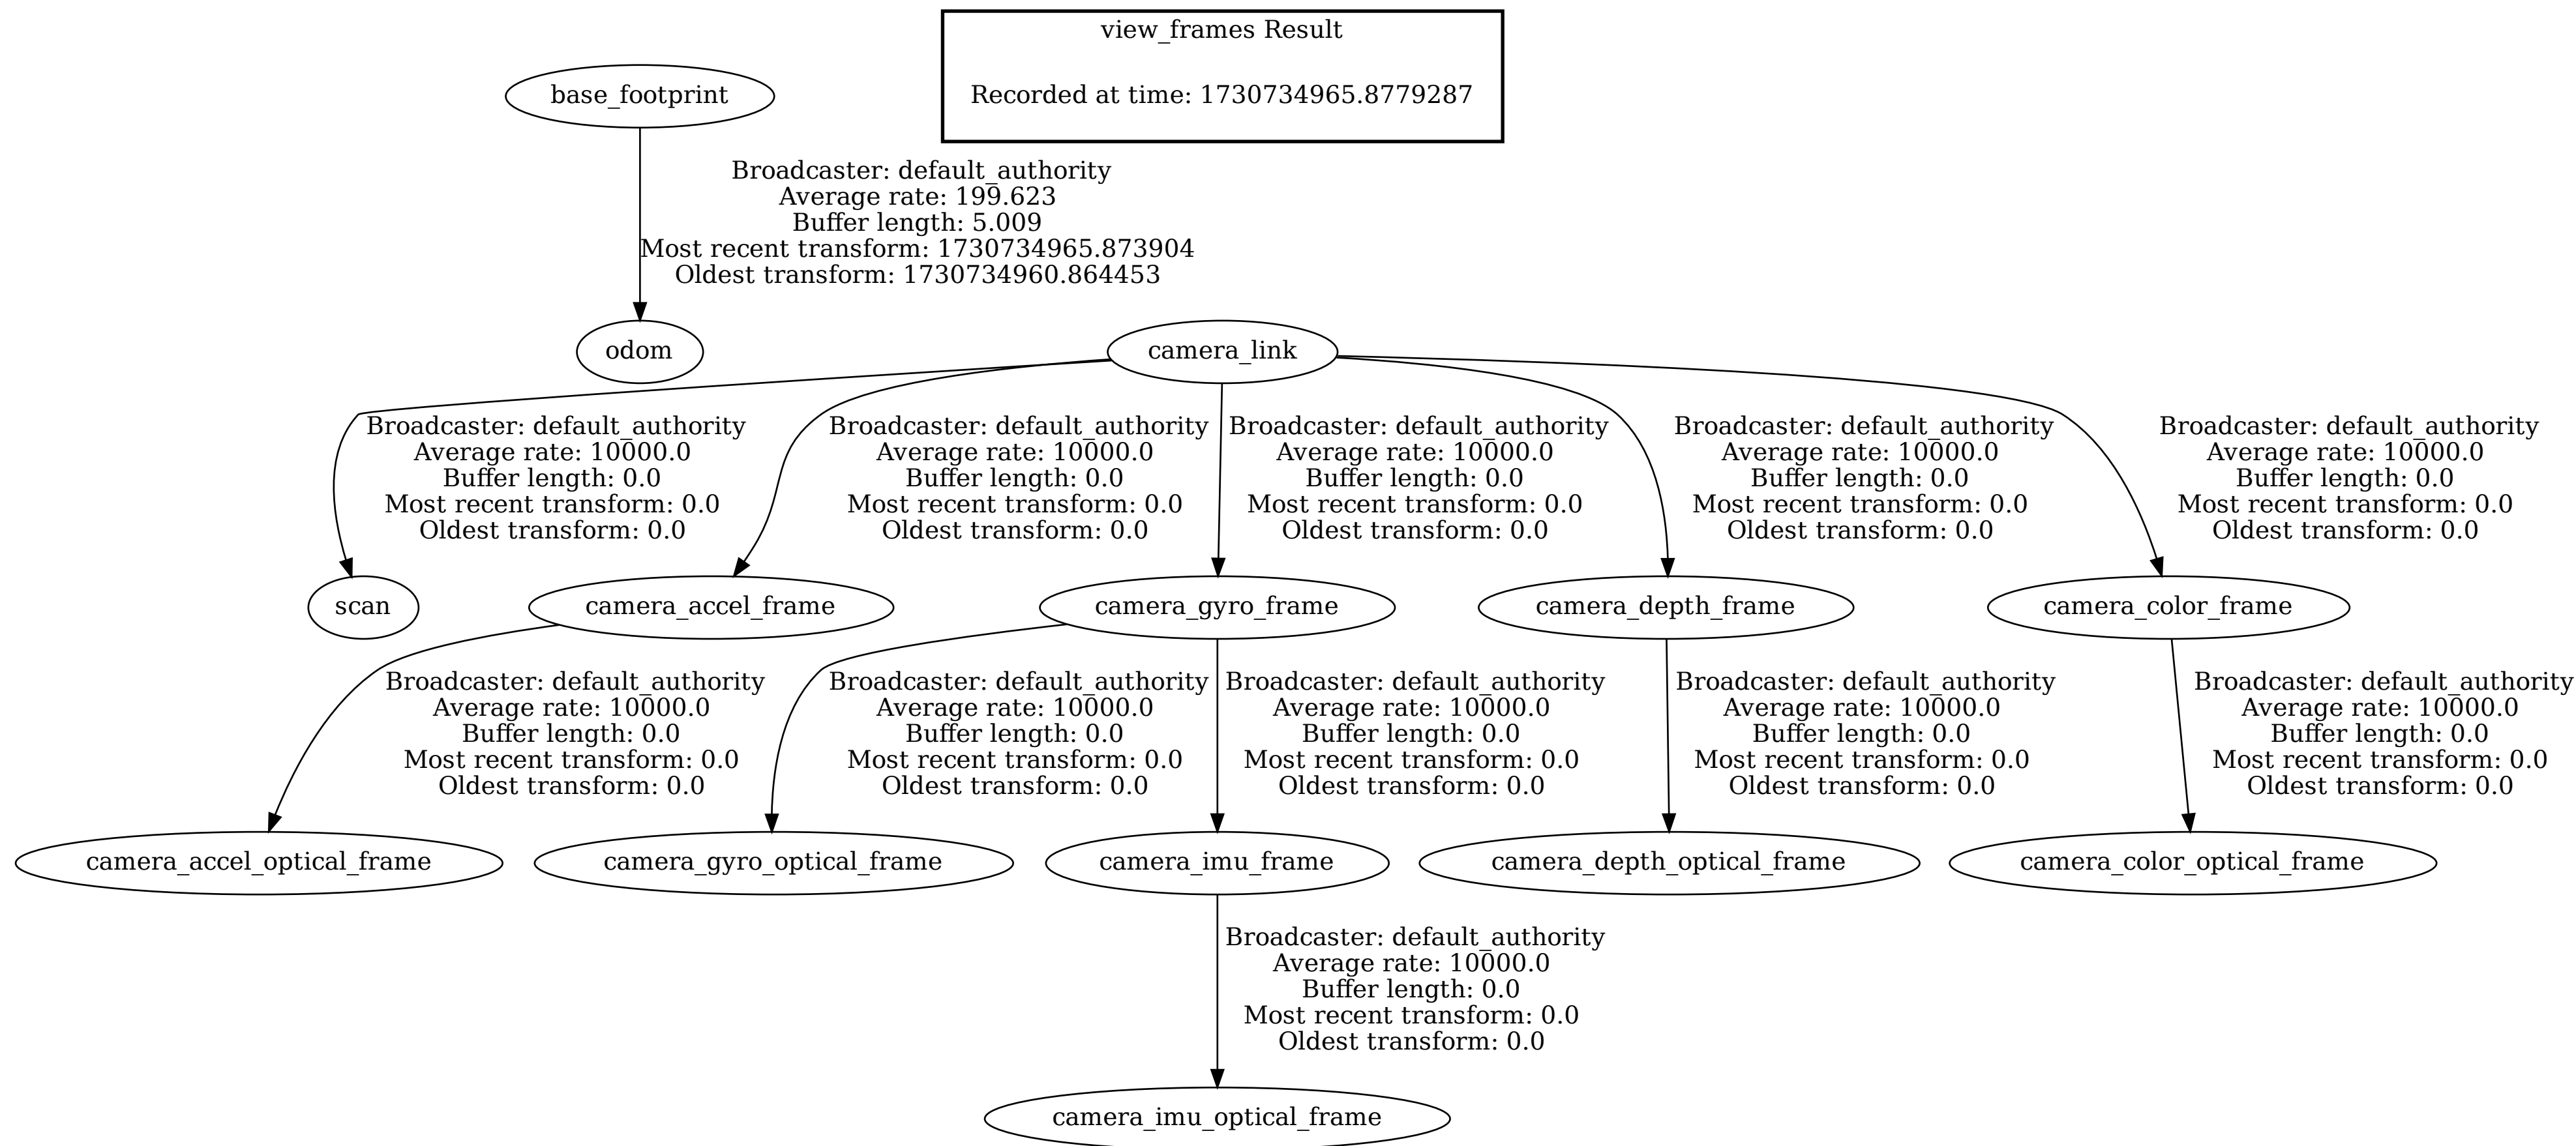 view_frames Result
Recorded at time: 1730734965.8779287
base_footprint
Broadcaster: default_authority
Average rate: 199.623
Buffer length: 5.009
Most recent transform: 1730734965.873904
Oldest transform: 1730734960.864453
odom
camera_link
Broadcaster: default_authority
Average rate: 10000.0
Buffer length: 0.0
Most recent transform: 0.0
Oldest transform: 0.0
Broadcaster: default_authority
Average rate: 10000.0
Buffer length: 0.0
Most recent transform: 0.0
Oldest transform: 0.0
Broadcaster: default_authority
Average rate: 10000.0
Buffer length: 0.0
Most recent transform: 0.0
Oldest transform: 0.0
Broadcaster: default_authority
Average rate: 10000.0
Buffer length: 0.0
Most recent transform: 0.0
Oldest transform: 0.0
Broadcaster: default_authority
Average rate: 10000.0
Buffer length: 0.0
Most recent transform: 0.0
Oldest transform: 0.0
scan
camera_accel_frame
camera_gyro_frame
camera_depth_frame
camera_color_frame
Broadcaster: default_authority
Average rate: 10000.0
Buffer length: 0.0
Most recent transform: 0.0
Oldest transform: 0.0
Broadcaster: default_authority
Average rate: 10000.0
Buffer length: 0.0
Most recent transform: 0.0
Oldest transform: 0.0
Broadcaster: default_authority
Average rate: 10000.0
Buffer length: 0.0
Most recent transform: 0.0
Oldest transform: 0.0
Broadcaster: default_authority
Average rate: 10000.0
Buffer length: 0.0
Most recent transform: 0.0
Oldest transform: 0.0
Broadcaster: default_authority
Average rate: 10000.0
Buffer length: 0.0
Most recent transform: 0.0
Oldest transform: 0.0
camera_accel_optical_frame
camera_gyro_optical_frame
camera_imu_frame
camera_depth_optical_frame
camera_color_optical_frame
Broadcaster: default_authority
Average rate: 10000.0
Buffer length: 0.0
Most recent transform: 0.0
Oldest transform: 0.0
camera_imu_optical_frame